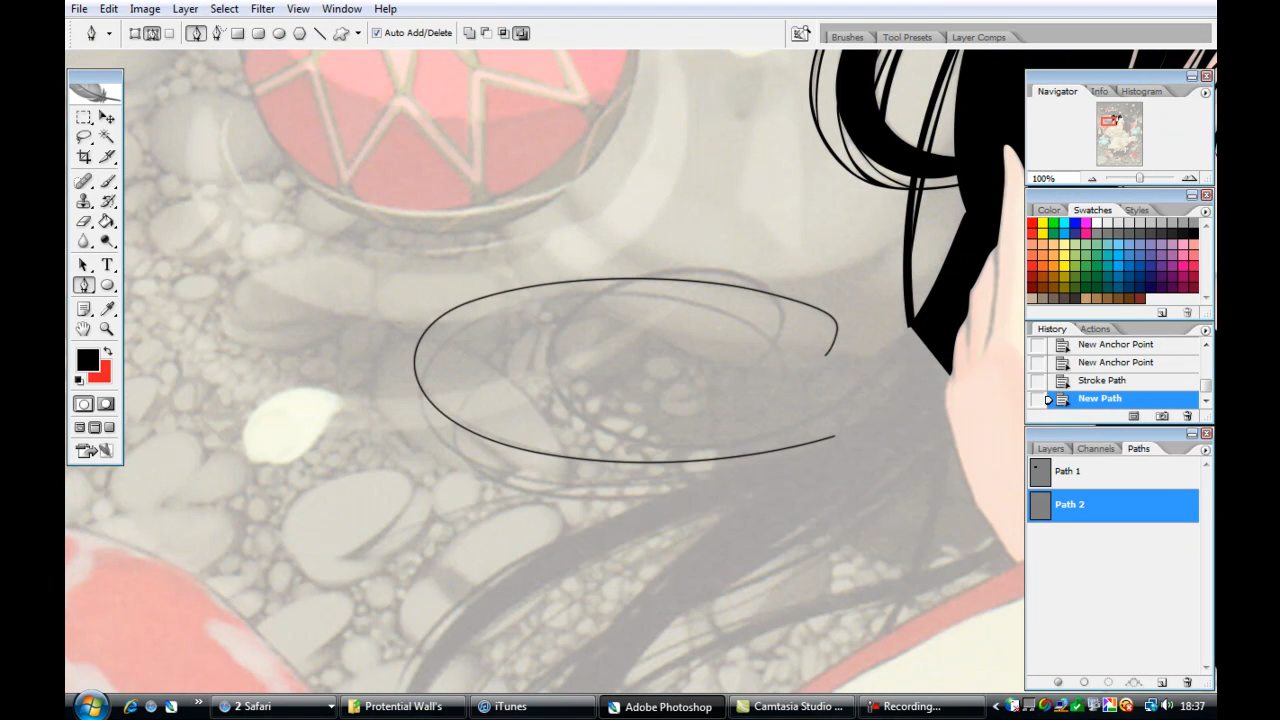 File Edit Image Layer Select Filter View Window Help
Auto Add/Delete
Brushes Tool Presets Layer Comps
Navigator Info Histogram
100%
Color Swatches Styles
History Actions
New Anchor Point
New Anchor Point
Stroke Path
New Path
Layers Channels Paths
Path 1
Path 2
2 Safari
Protential Wall's
iTunes
Adobe Photoshop
Camtasia Studio ...
Recording...
18:37